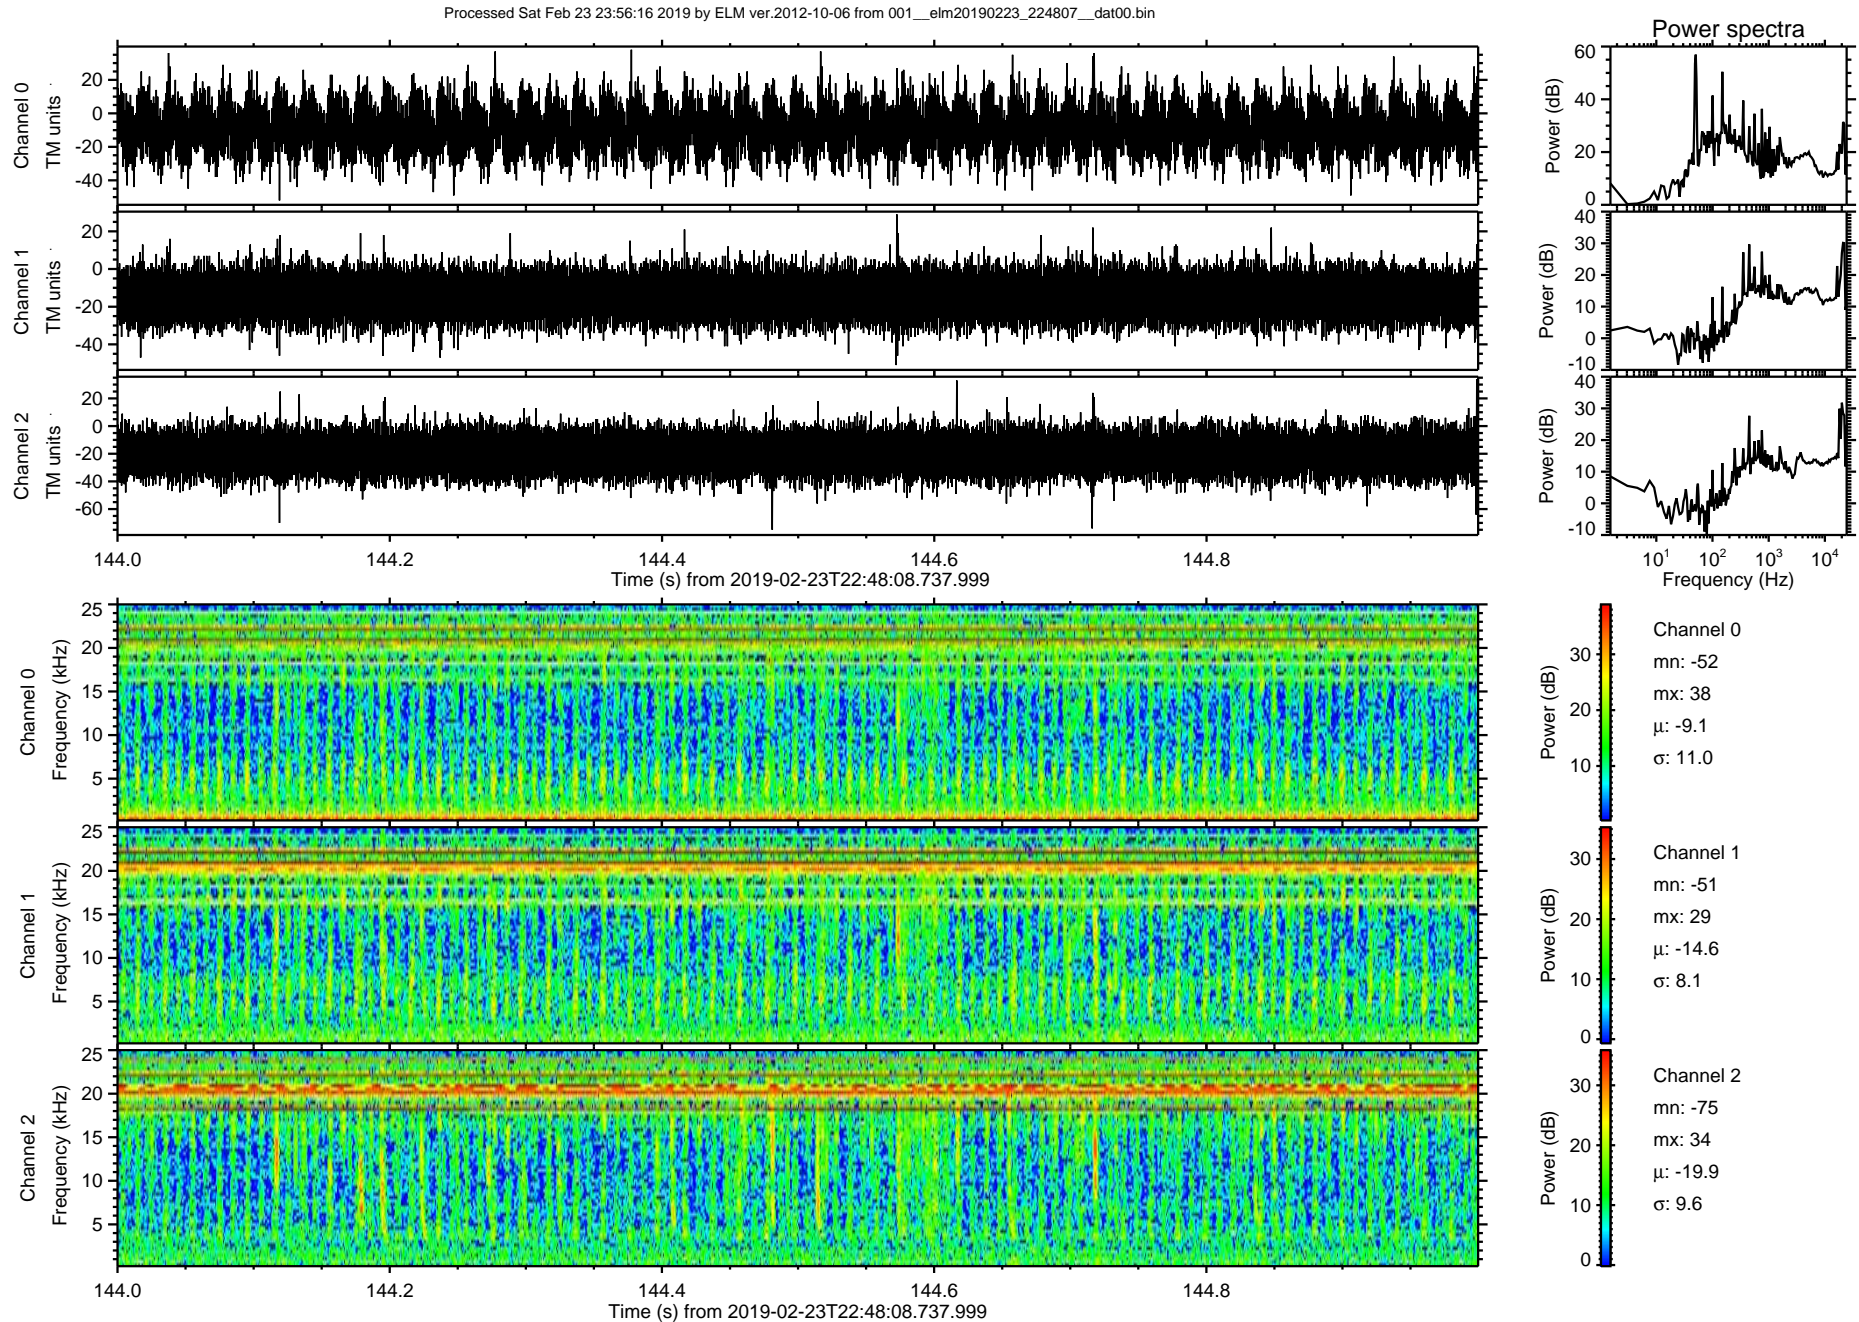 Processed Sat Feb 23 23:56:16 2019 by ELM ver.2012-10-06 from 001__elm20190223_224807__dat00.bin
Power spectra
Channel 0
TM units
20
0
-20
-40
Power (dB)
60
40
20
0
Channel 1
TM units
20
0
-20
-40
Power (dB)
40
30
20
10
0
-10
Channel 2
TM units
20
0
-20
-40
-60
Power (dB)
40
30
20
10
0
-10
144.0 144.2 144.4 144.6 144.8
Time (s) from 2019-02-23T22:48:08.737.999
10¹ 10² 10³ 10⁴
Frequency (Hz)
Channel 0
Frequency (kHz)
25
20
15
10
5
Power (dB)
30
20
10
Channel 0
mn: -52
mx: 38
μ: -9.1
σ: 11.0
Channel 1
Frequency (kHz)
25
20
15
10
5
Power (dB)
30
20
10
0
Channel 1
mn: -51
mx: 29
μ: -14.6
σ: 8.1
Channel 2
Frequency (kHz)
25
20
15
10
5
Power (dB)
30
20
10
0
Channel 2
mn: -75
mx: 34
μ: -19.9
σ: 9.6
144.0 144.2 144.4 144.6 144.8
Time (s) from 2019-02-23T22:48:08.737.999